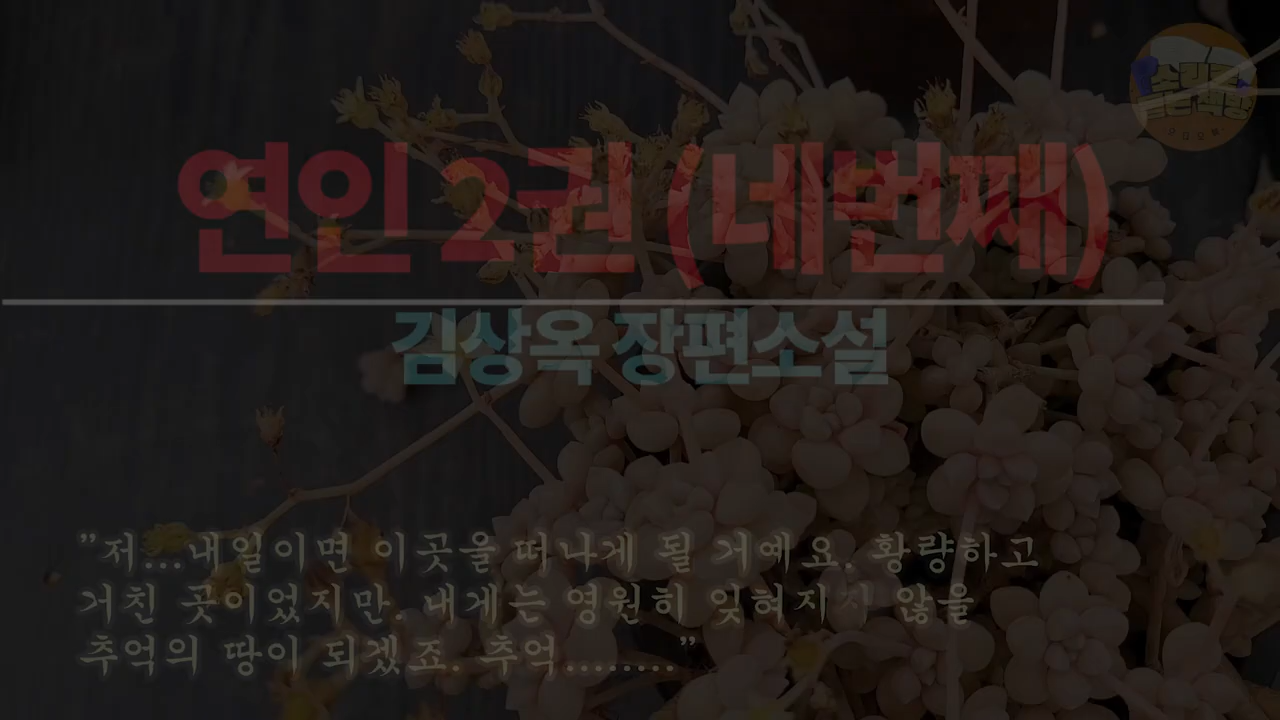 연인 2권 (네번째)
김상옥 장편소설
"저...내일이면 이곳을 떠나게 될 거예요. 황량하고
거친 곳이었지만. 내게는 영원히 잊혀지지 않을
추억의 땅이 되겠죠. 추억........"